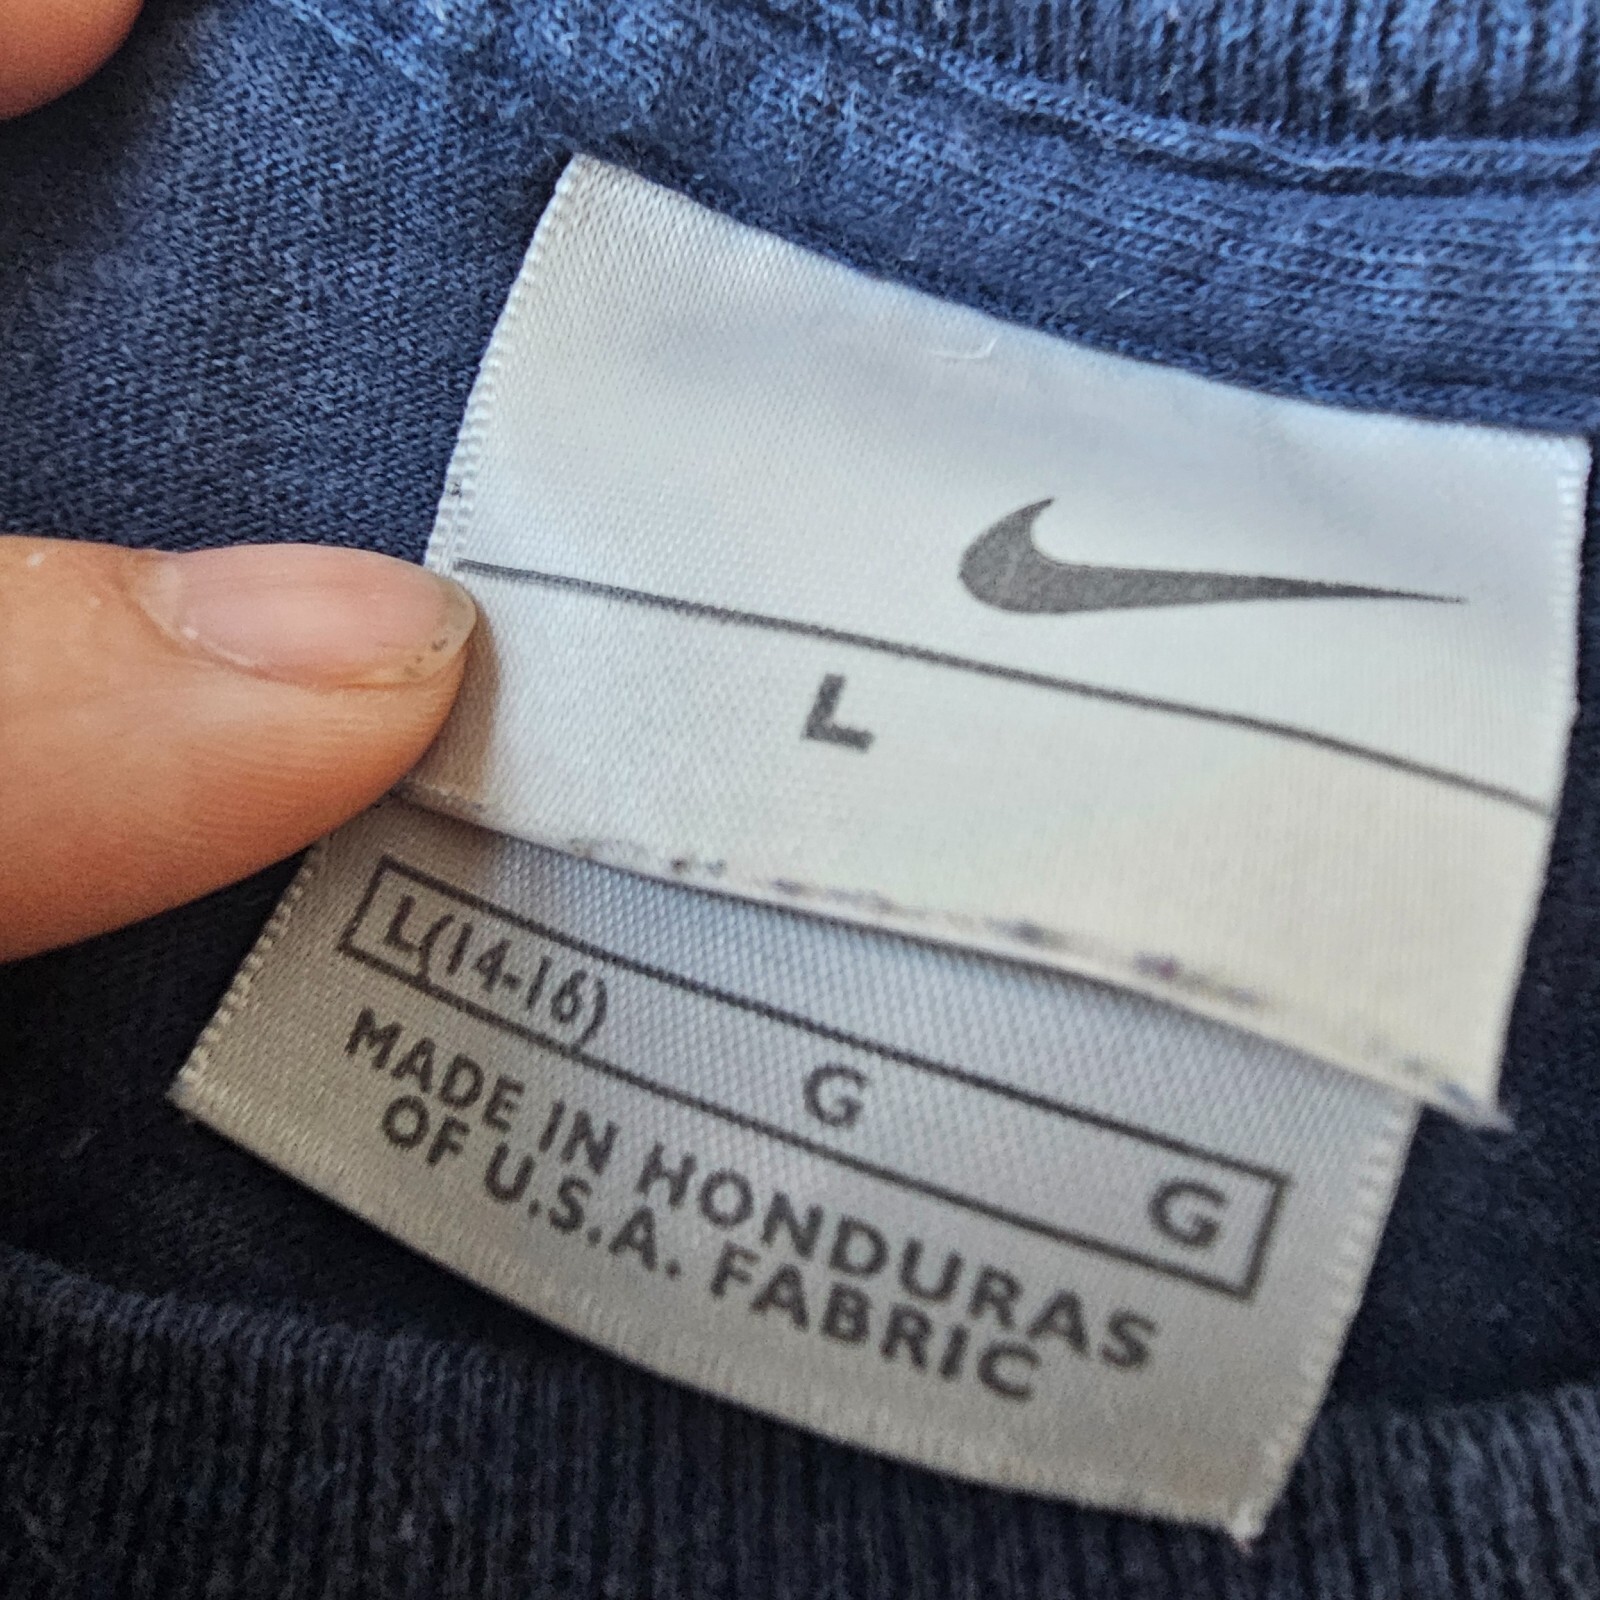 L
L(14-16) G G
MADE IN HONDURAS
OF U.S.A. FABRIC